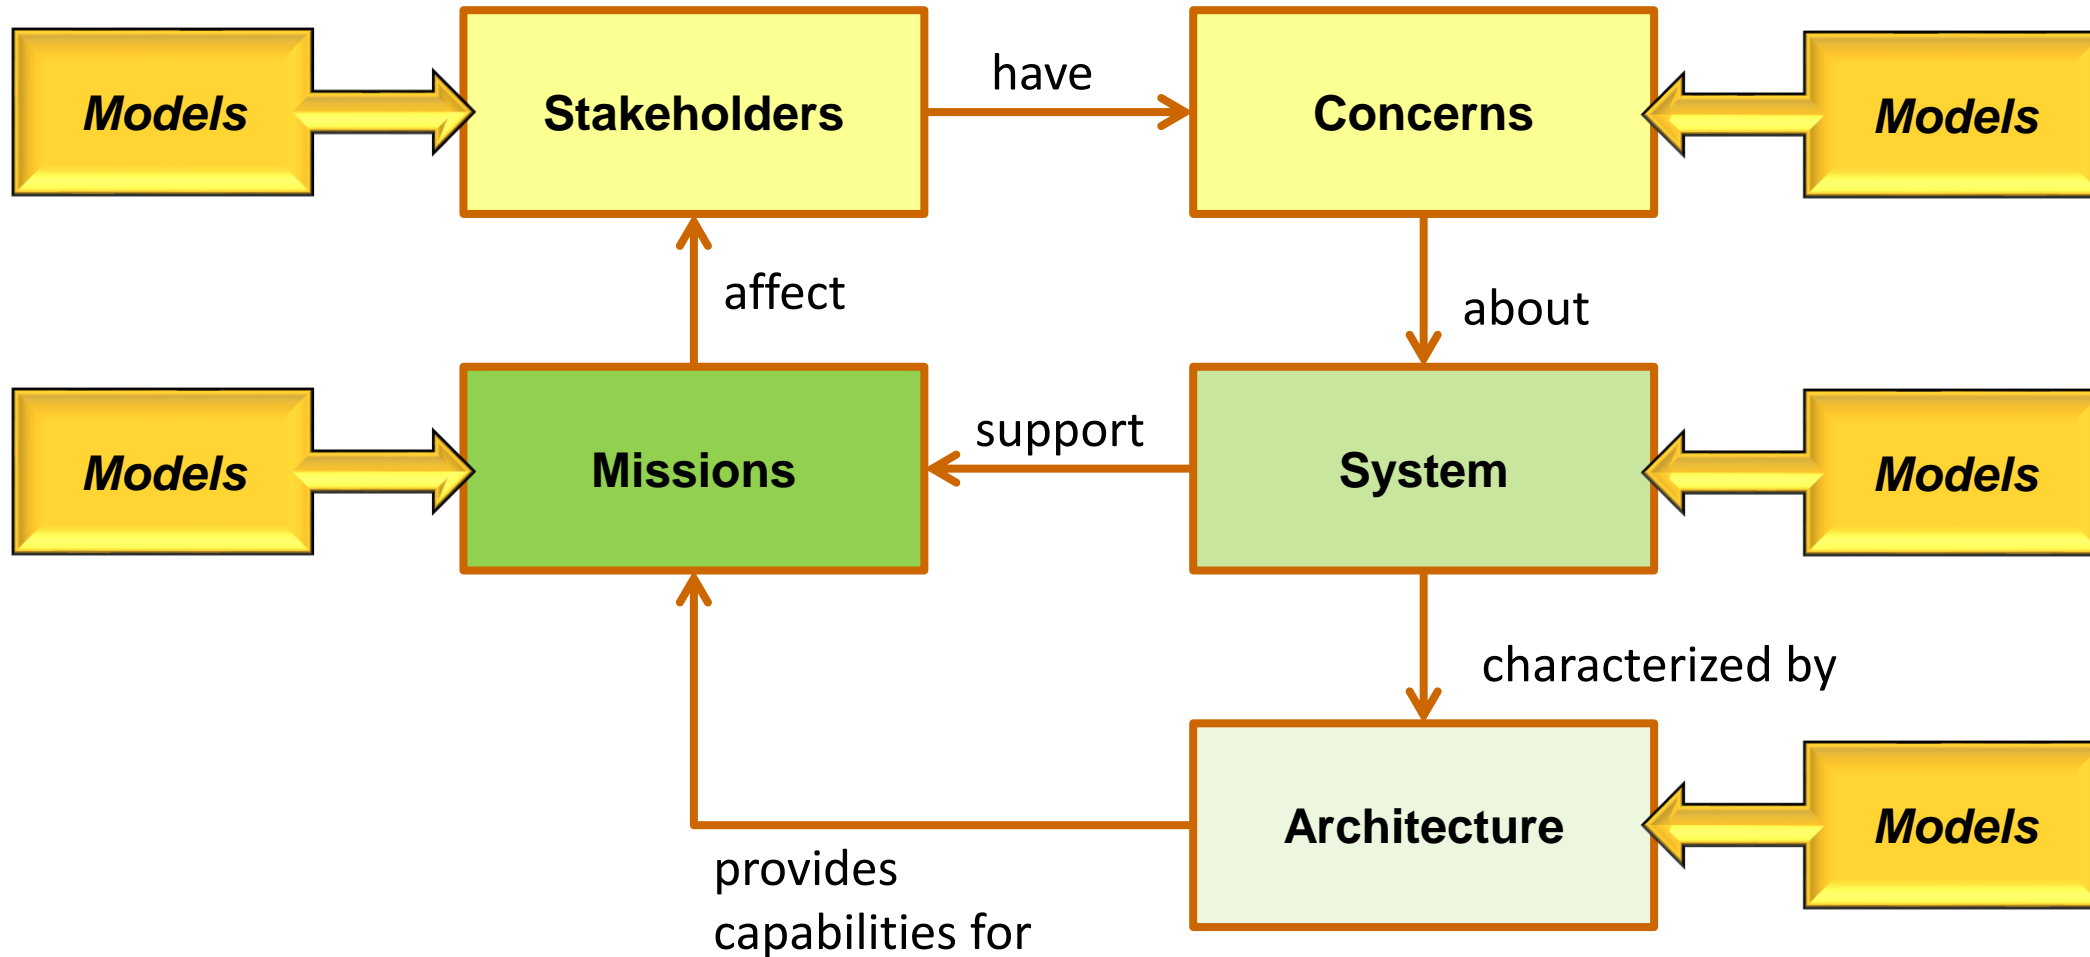 Models
Stakeholders
have
Concerns
Models
affect
about
Models
Missions
support
System
Models
characterized by
Architecture
Models
provides
capabilities for